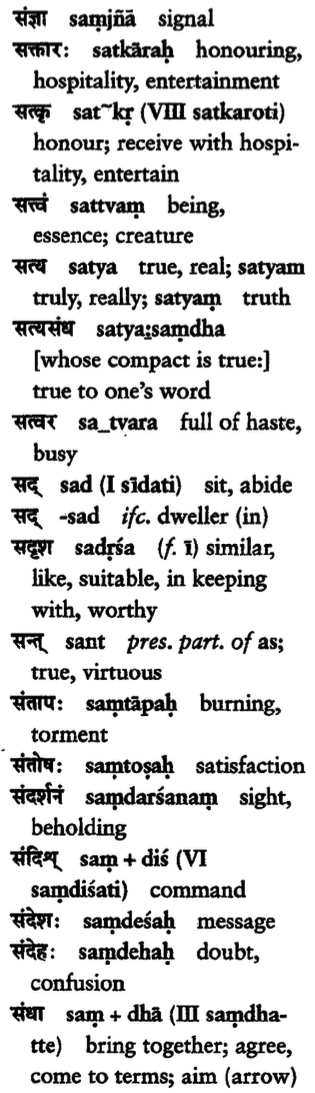 संज्ञा saṃjñā signal
सत्कारः satkāraḥ honouring,
hospitality, entertainment
सत्कृ sat~kṛ (VIII satkaroti)
honour; receive with hospi-
tality, entertain
सत्त्वं sattvaṃ being,
essence; creature
सत्य satya true, real; satyam
truly, really; satyaṃ truth
सत्यसंध satya:saṃdha
[whose compact is true:]
true to one's word
सत्वर sa_tvara full of haste,
busy
सद् sad (I sīdati) sit, abide
सद् -sad ifc. dweller (in)
सदृश sadṛśa (f. ī) similar,
like, suitable, in keeping
with, worthy
सन्त् sant pres. part. of as;
true, virtuous
संतापः saṃtāpaḥ burning,
torment
संतोषः saṃtoṣaḥ satisfaction
संदर्शनं saṃdarśanaṃ sight,
beholding
संदिश् saṃ + diś (VI
saṃdiśati) command
संदेशः saṃdeśaḥ message
संदेहः saṃdehaḥ doubt,
confusion
संधा saṃ + dhā (III saṃdha-
tte) bring together; agree,
come to terms; aim (arrow)